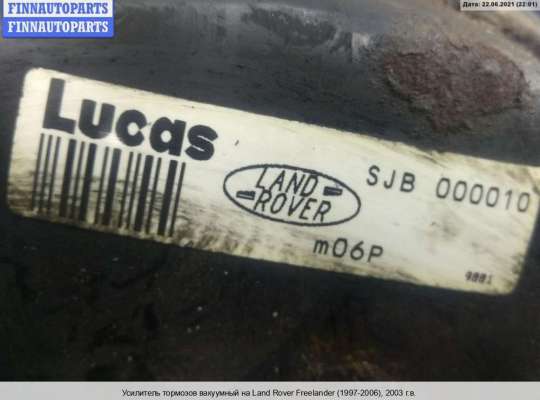 FINNAUTOPARTS
FINNAUTOPARTS
Дата: 22.06.2021 (22:01)
Lucas
LAND
ROVER
SJB 000010
m06P
Усилитель тормозов вакуумный на Land Rover Freelander (1997-2006), 2003 г.в.